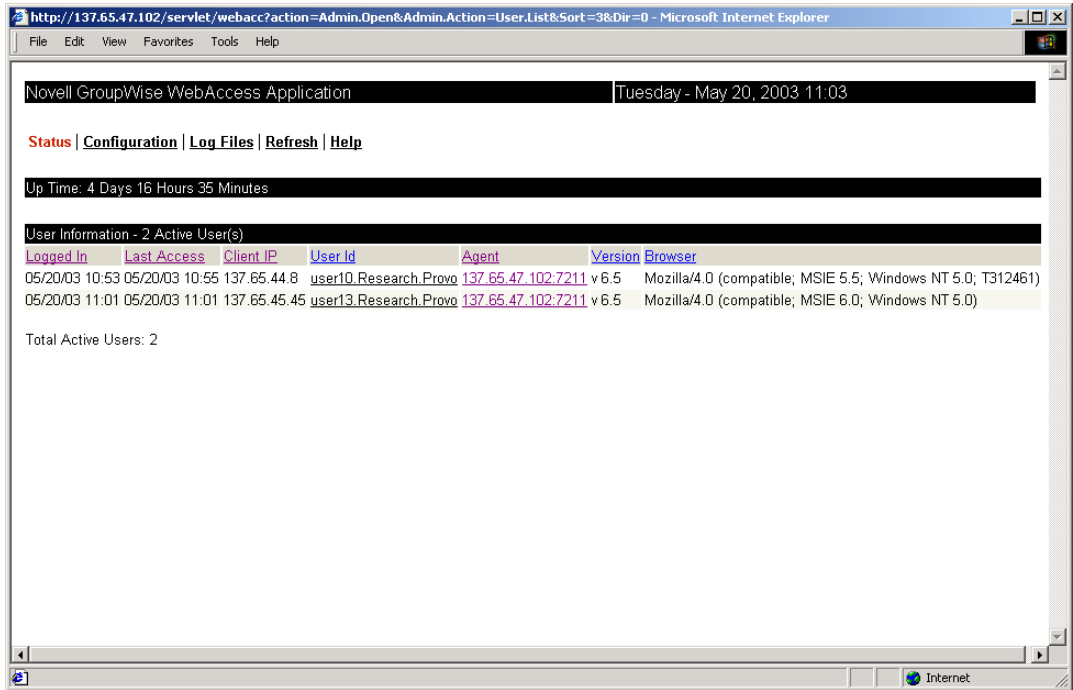 http://137.65.47.102/servlet/webacc?action=Admin.Open&Admin.Action=User.List&Sort=3&Dir=0 - Microsoft Internet Explorer
File Edit View Favorites Tools Help
Novell GroupWise WebAccess Application Tuesday - May 20, 2003 11:03
Status | Configuration | Log Files | Refresh | Help
Up Time: 4 Days 16 Hours 35 Minutes
User Information - 2 Active User(s)
Logged In Last Access Client IP User Id Agent Version Browser
05/20/03 10:53 05/20/03 10:55 137.65.44.8 user10.Research.Provo 137.65.47.102:7211 v 6.5 Mozilla/4.0 (compatible; MSIE 5.5; Windows NT 5.0; T312461)
05/20/03 11:01 05/20/03 11:01 137.65.45.45 user13.Research.Provo 137.65.47.102:7211 v 6.5 Mozilla/4.0 (compatible; MSIE 6.0; Windows NT 5.0)
Total Active Users: 2
Internet